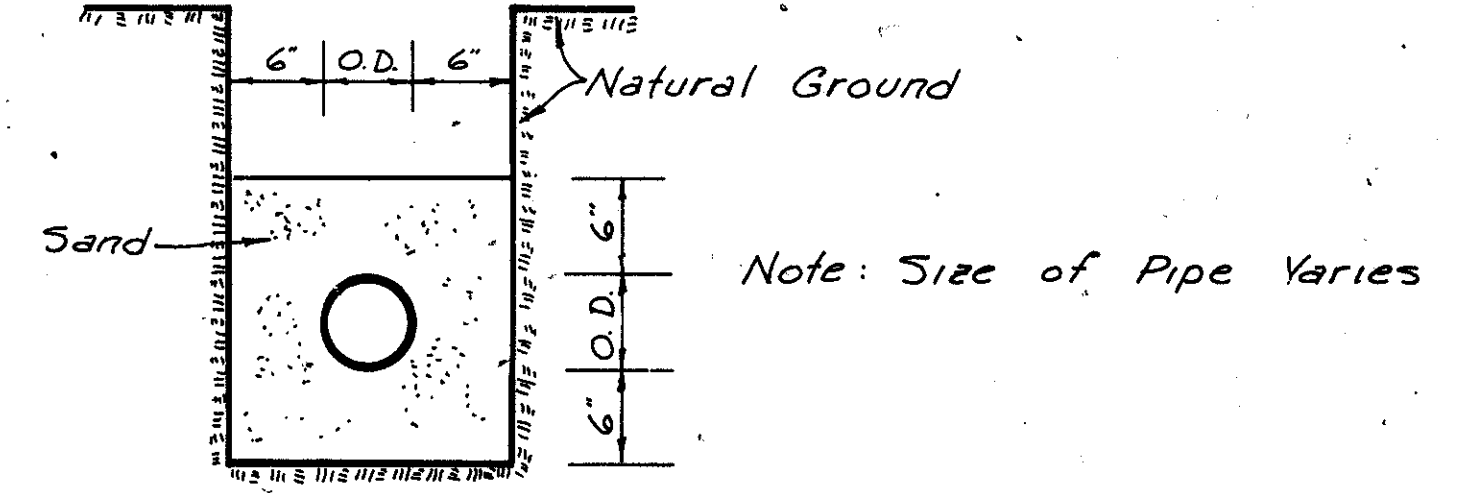 6" O.D. 6"
Natural Ground
Sand
6"
O.D.
6"
Note: Size of Pipe Varies